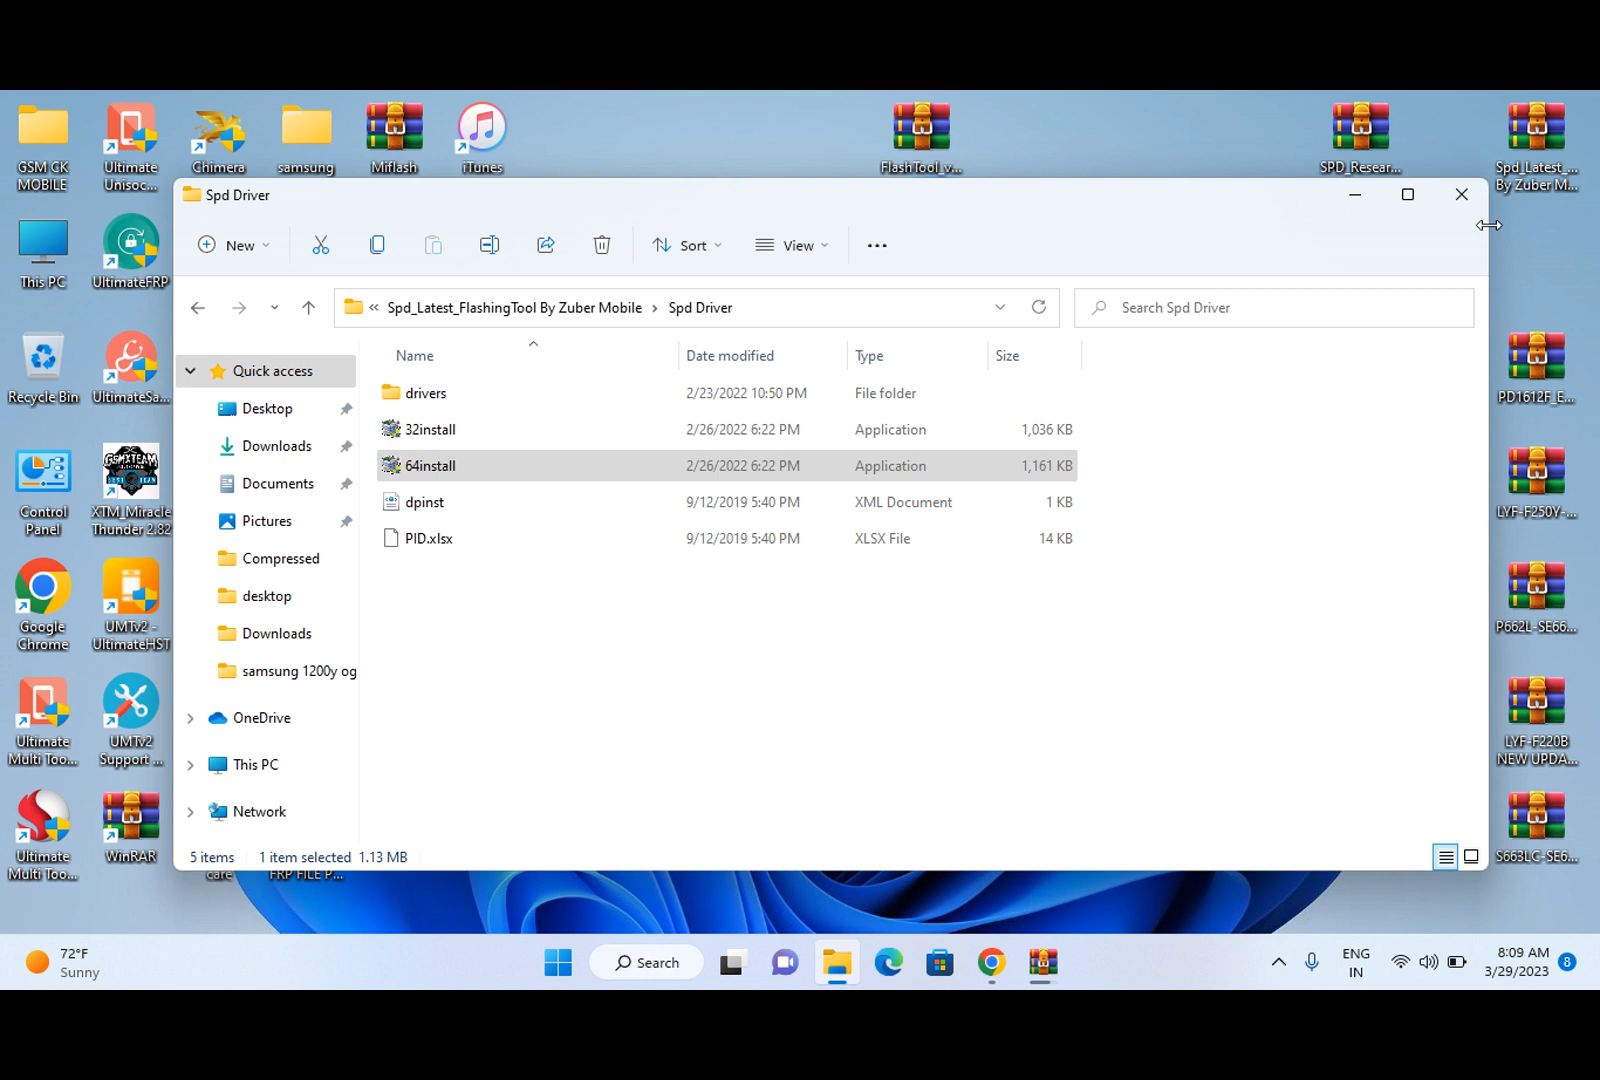 GSM CK
MOBILE
Ultimate
Unisoc...
Chimera
samsung
Miflash
iTunes
FlashTool_v...
SPD_Resear...
Spd_Latest_...
By Zuber M...
Spd Driver
New
Sort
View
This PC
UltimateFRP
« Spd_Latest_FlashingTool By Zuber Mobile > Spd Driver
Search Spd Driver
Name
Date modified
Type
Size
Quick access
Desktop
Downloads
Documents
Pictures
Compressed
desktop
Downloads
samsung 1200y og
OneDrive
This PC
Network
drivers 2/23/2022 10:50 PM File folder
32install 2/26/2022 6:22 PM Application 1,036 KB
64install 2/26/2022 6:22 PM Application 1,161 KB
dpinst 9/12/2019 5:40 PM XML Document 1 KB
PID.xlsx 9/12/2019 5:40 PM XLSX File 14 KB
Recycle Bin
UltimateSa...
Control
Panel
GSMXTEAM
XTM_Miracle
Thunder 2.82
Google
Chrome
UMTv2 -
UltimateHST
Ultimate
Multi Too...
UMTv2
Support ...
Ultimate
Multi Too...
WinRAR
care
FRP FILE P...
PD1612F_E...
LYF-F250Y-...
P662L-SE66...
LYF-F220B
NEW UPDA...
S663LC-SE6...
5 items
1 item selected 1.13 MB
72°F
Sunny
Search
ENG
IN
8:09 AM
3/29/2023
8